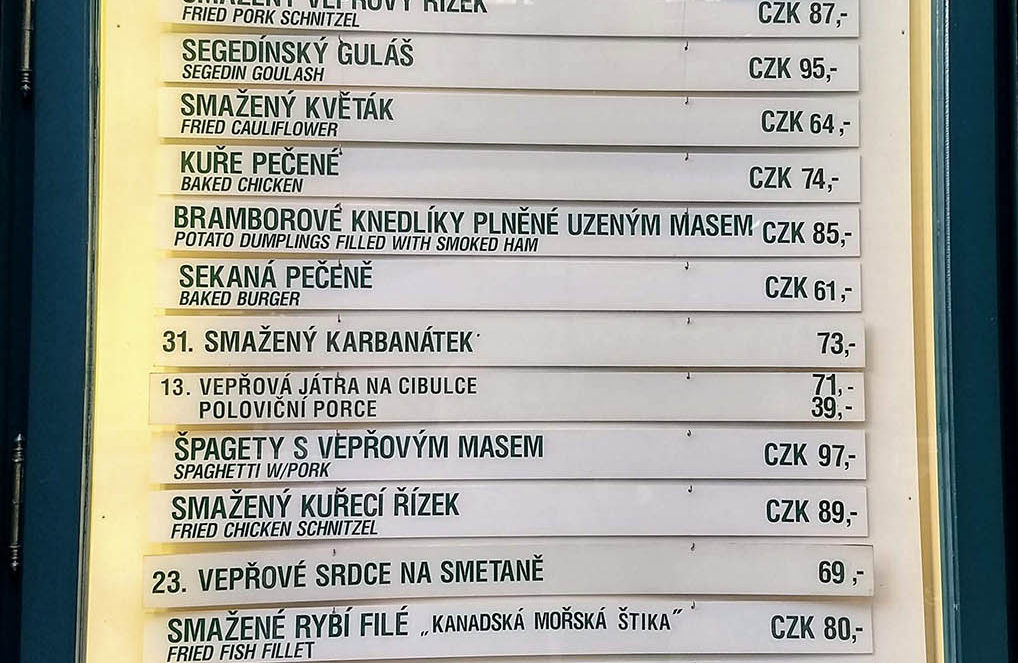 SMAŽENÝ VEPŘOVÝ ŘÍZEK CZK 87,-
FRIED PORK SCHNITZEL
SEGEDÍNSKÝ GULÁŠ CZK 95,-
SEGEDIN GOULASH
SMAŽENÝ KVĚTÁK CZK 64,-
FRIED CAULIFLOWER
KUŘE PEČENÉ CZK 74,-
BAKED CHICKEN
BRAMBOROVÉ KNEDLÍKY PLNĚNÉ UZENÝM MASEM CZK 85,-
POTATO DUMPLINGS FILLED WITH SMOKED HAM
SEKANÁ PEČENĚ CZK 61,-
BAKED BURGER
31. SMAŽENÝ KARBANÁTEK 73,-
13. VEPŘOVÁ JÁTRA NA CIBULCE 71,-
POLOVIČNÍ PORCE 39,-
ŠPAGETY S VEPŘOVÝM MASEM CZK 97,-
SPAGHETTI W/PORK
SMAŽENÝ KUŘECÍ ŘÍZEK CZK 89,-
FRIED CHICKEN SCHNITZEL
23. VEPŘOVÉ SRDCE NA SMETANĚ 69,-
SMAŽENÉ RYBÍ FILÉ „KANADSKÁ MOŘSKÁ ŠTIKA" CZK 80,-
FRIED FISH FILLET